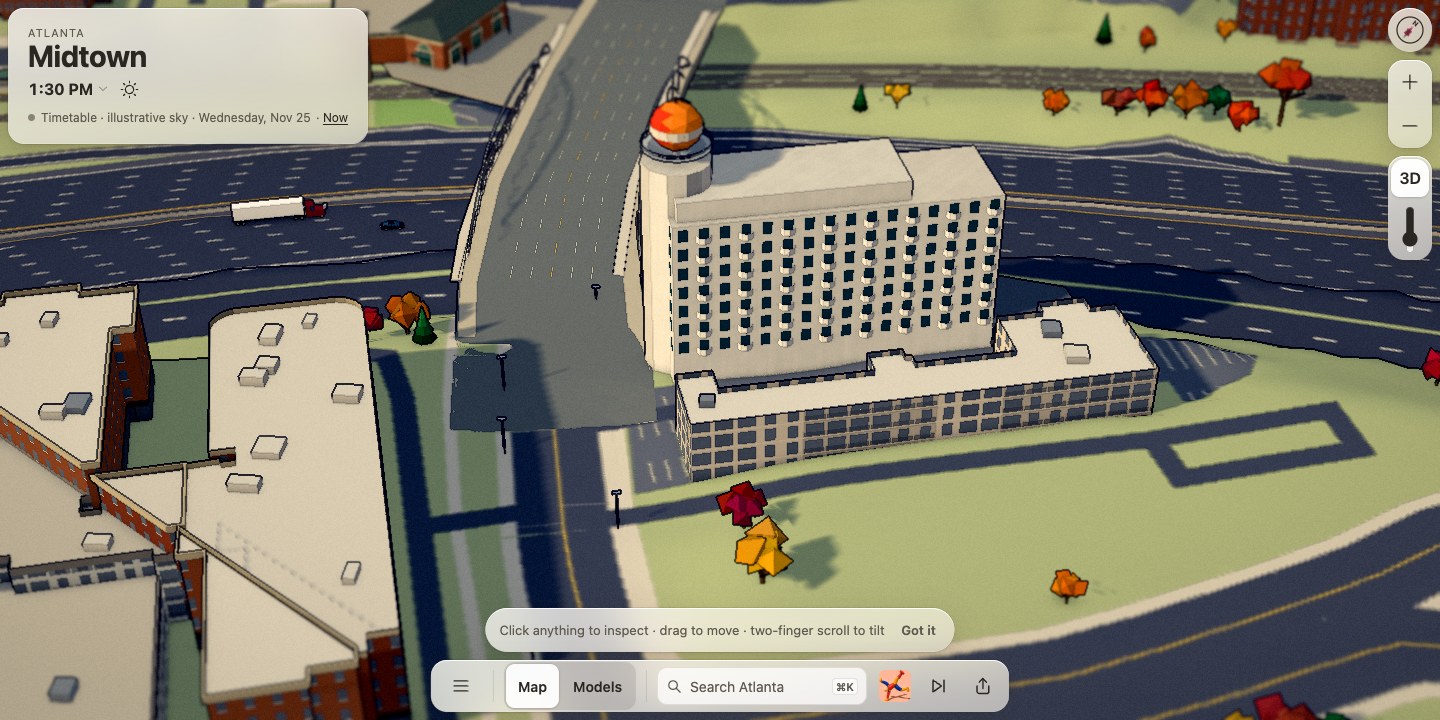 ATLANTA
Midtown
1:30 PM
Timetable · illustrative sky · Wednesday, Nov 25 · Now
3D
Click anything to inspect · drag to move · two-finger scroll to tilt Got it
Map Models Search Atlanta ⌘K